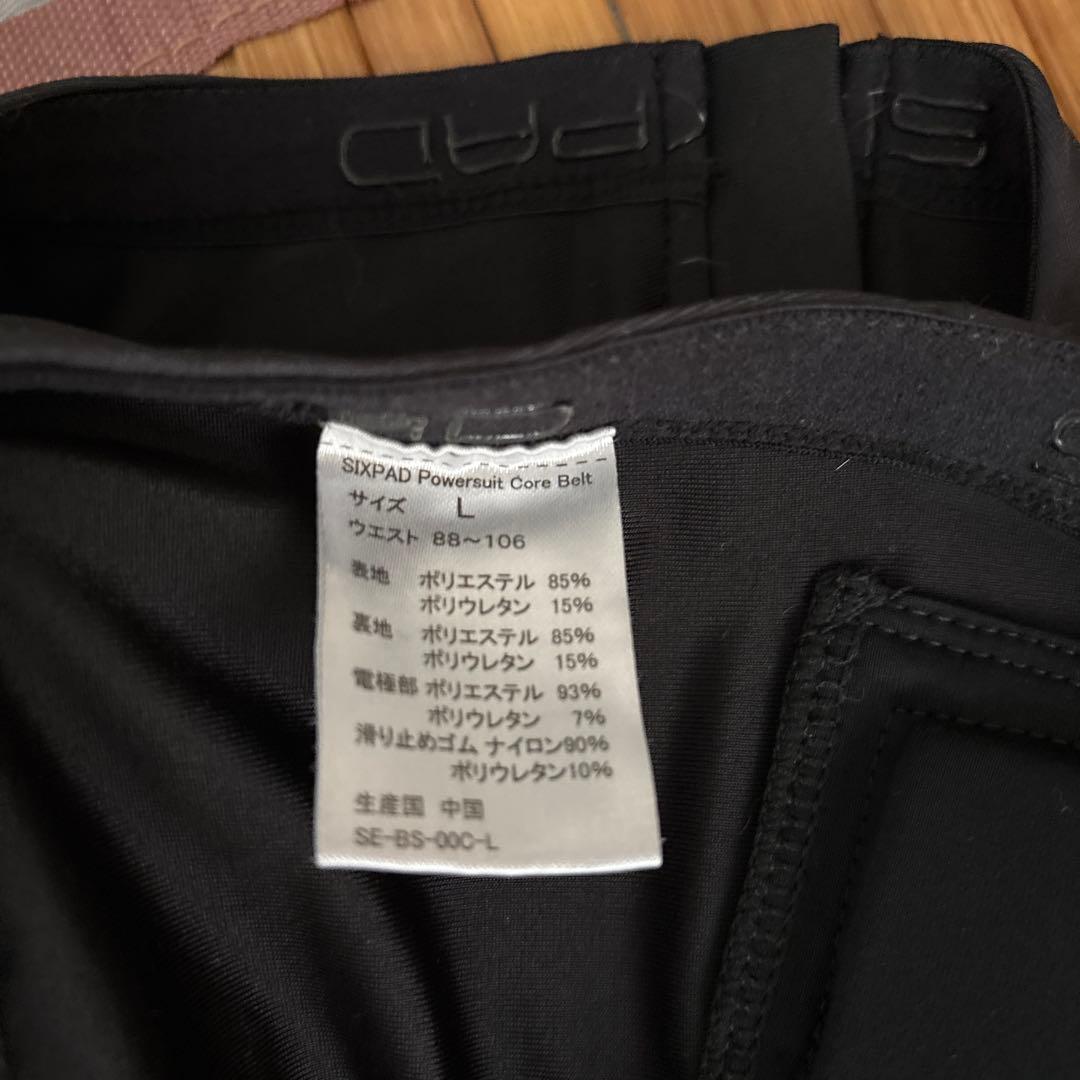 SIXPAD
SIXPAD Powersuit Core Belt
サイズ L
ウエスト 88～106
表地 ポリエステル 85%
ポリウレタン 15%
裏地 ポリエステル 85%
ポリウレタン 15%
電極部 ポリエステル 93%
ポリウレタン 7%
滑り止めゴム ナイロン90%
ポリウレタン10%
生産国 中国
SE-BS-00C-L